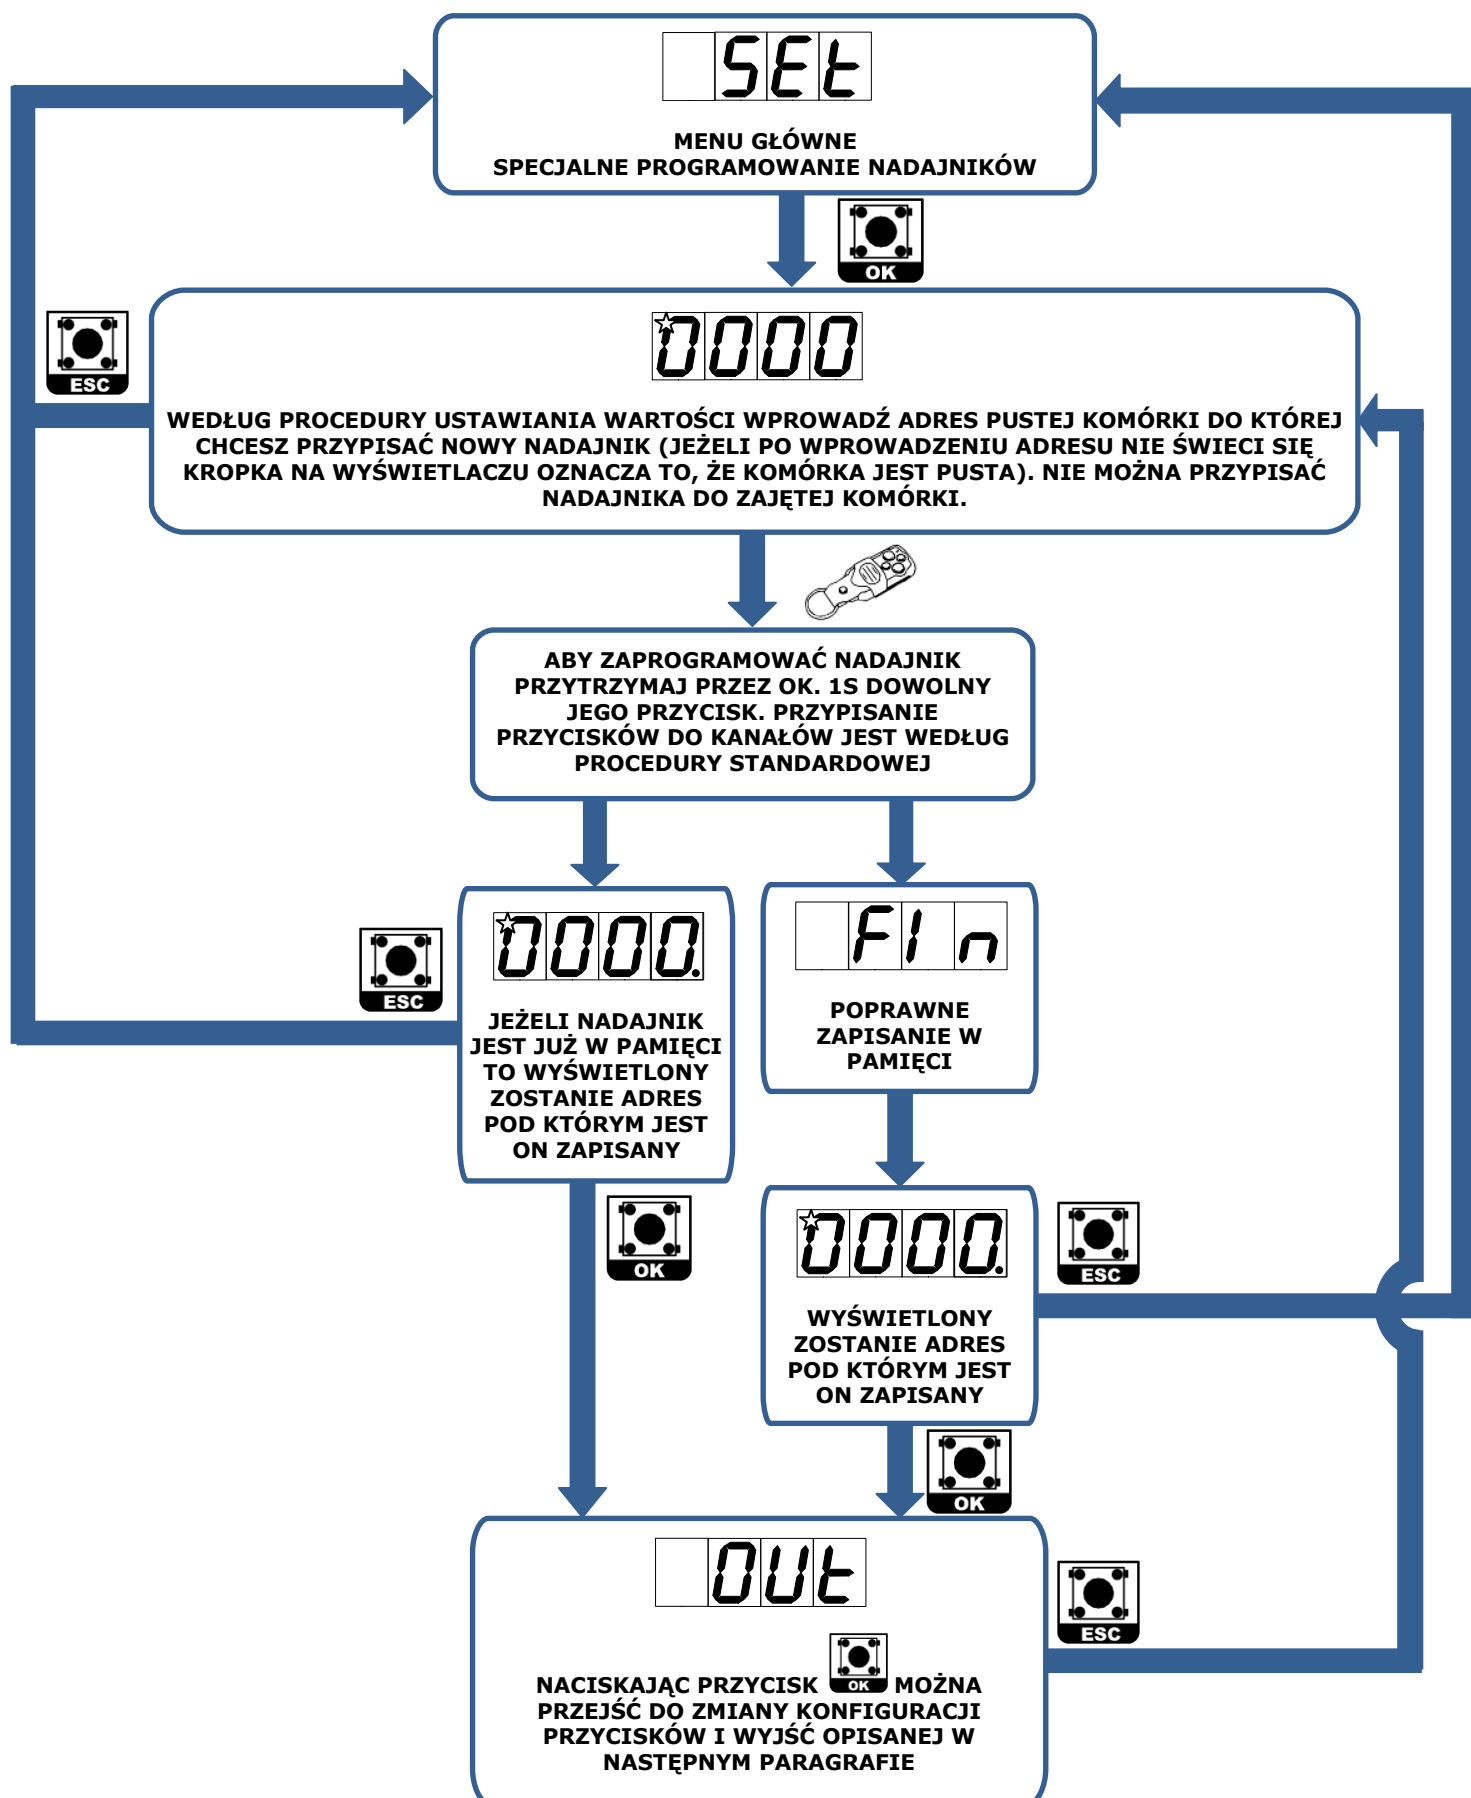 SEt
MENU GŁÓWNE
SPECJALNE PROGRAMOWANIE NADAJNIKÓW
OK
ESC
0000
WEDŁUG PROCEDURY USTAWIANIA WARTOŚCI WPROWADŹ ADRES PUSTEJ KOMÓRKI DO KTÓREJ
CHCESZ PRZYPISAĆ NOWY NADAJNIK (JEŻELI PO WPROWADZENIU ADRESU NIE ŚWIECI SIĘ
KROPKA NA WYŚWIETLACZU OZNACZA TO, ŻE KOMÓRKA JEST PUSTA). NIE MOŻNA PRZYPISAĆ
NADAJNIKA DO ZAJĘTEJ KOMÓRKI.
ABY ZAPROGRAMOWAĆ NADAJNIK
PRZYTRZYMAJ PRZEZ OK. 1S DOWOLNY
JEGO PRZYCISK. PRZYPISANIE
PRZYCISKÓW DO KANAŁÓW JEST WEDŁUG
PROCEDURY STANDARDOWEJ
ESC
0000.
JEŻELI NADAJNIK
JEST JUŻ W PAMIĘCI
TO WYŚWIETLONY
ZOSTANIE ADRES
POD KTÓRYM JEST
ON ZAPISANY
OK
FIn
POPRAWNE
ZAPISANIE W
PAMIĘCI
0000.
WYŚWIETLONY
ZOSTANIE ADRES
POD KTÓRYM JEST
ON ZAPISANY
ESC
OK
OUt
NACISKAJĄC PRZYCISK OK MOŻNA
PRZEJŚĆ DO ZMIANY KONFIGURACJI
PRZYCISKÓW I WYJŚĆ OPISANEJ W
NASTĘPNYM PARAGRAFIE
ESC